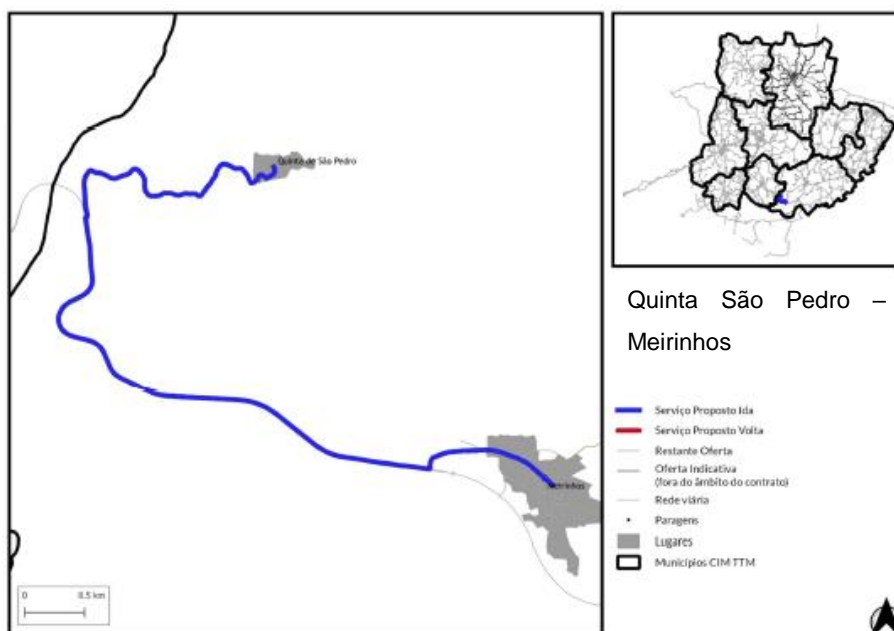 Quinta de São Pedro
Meirinhos
0 8.5 km
Quinta São Pedro –
Meirinhos
Serviço Proposto Ida
Serviço Proposto Volta
Restante Oferta
Oferta Indicativa
(fora do âmbito do contrato)
Rede viária
Paragens
Lugares
Municípios CIM TTM